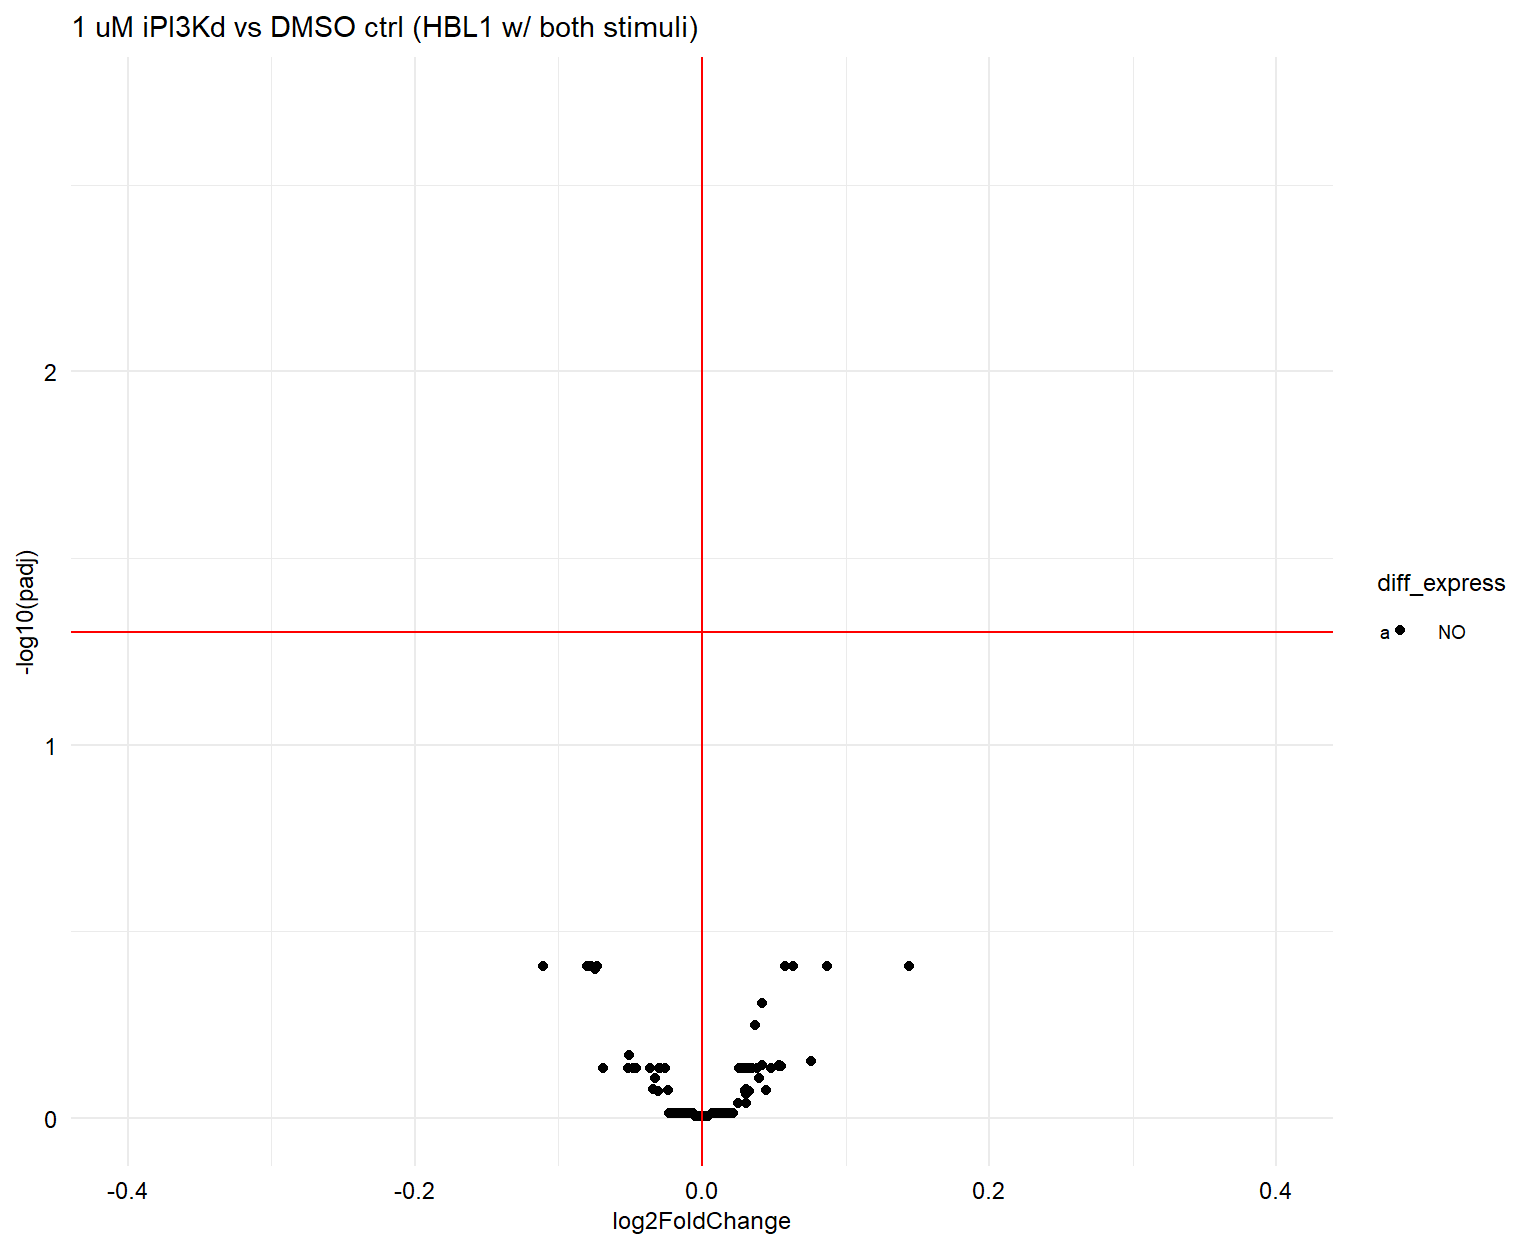 1 uM iPI3Kd vs DMSO ctrl (HBL1 w/ both stimuli)
-log10(padj)
2
1
0
-0.4 -0.2 0.0 0.2 0.4
log2FoldChange
diff_express
a NO